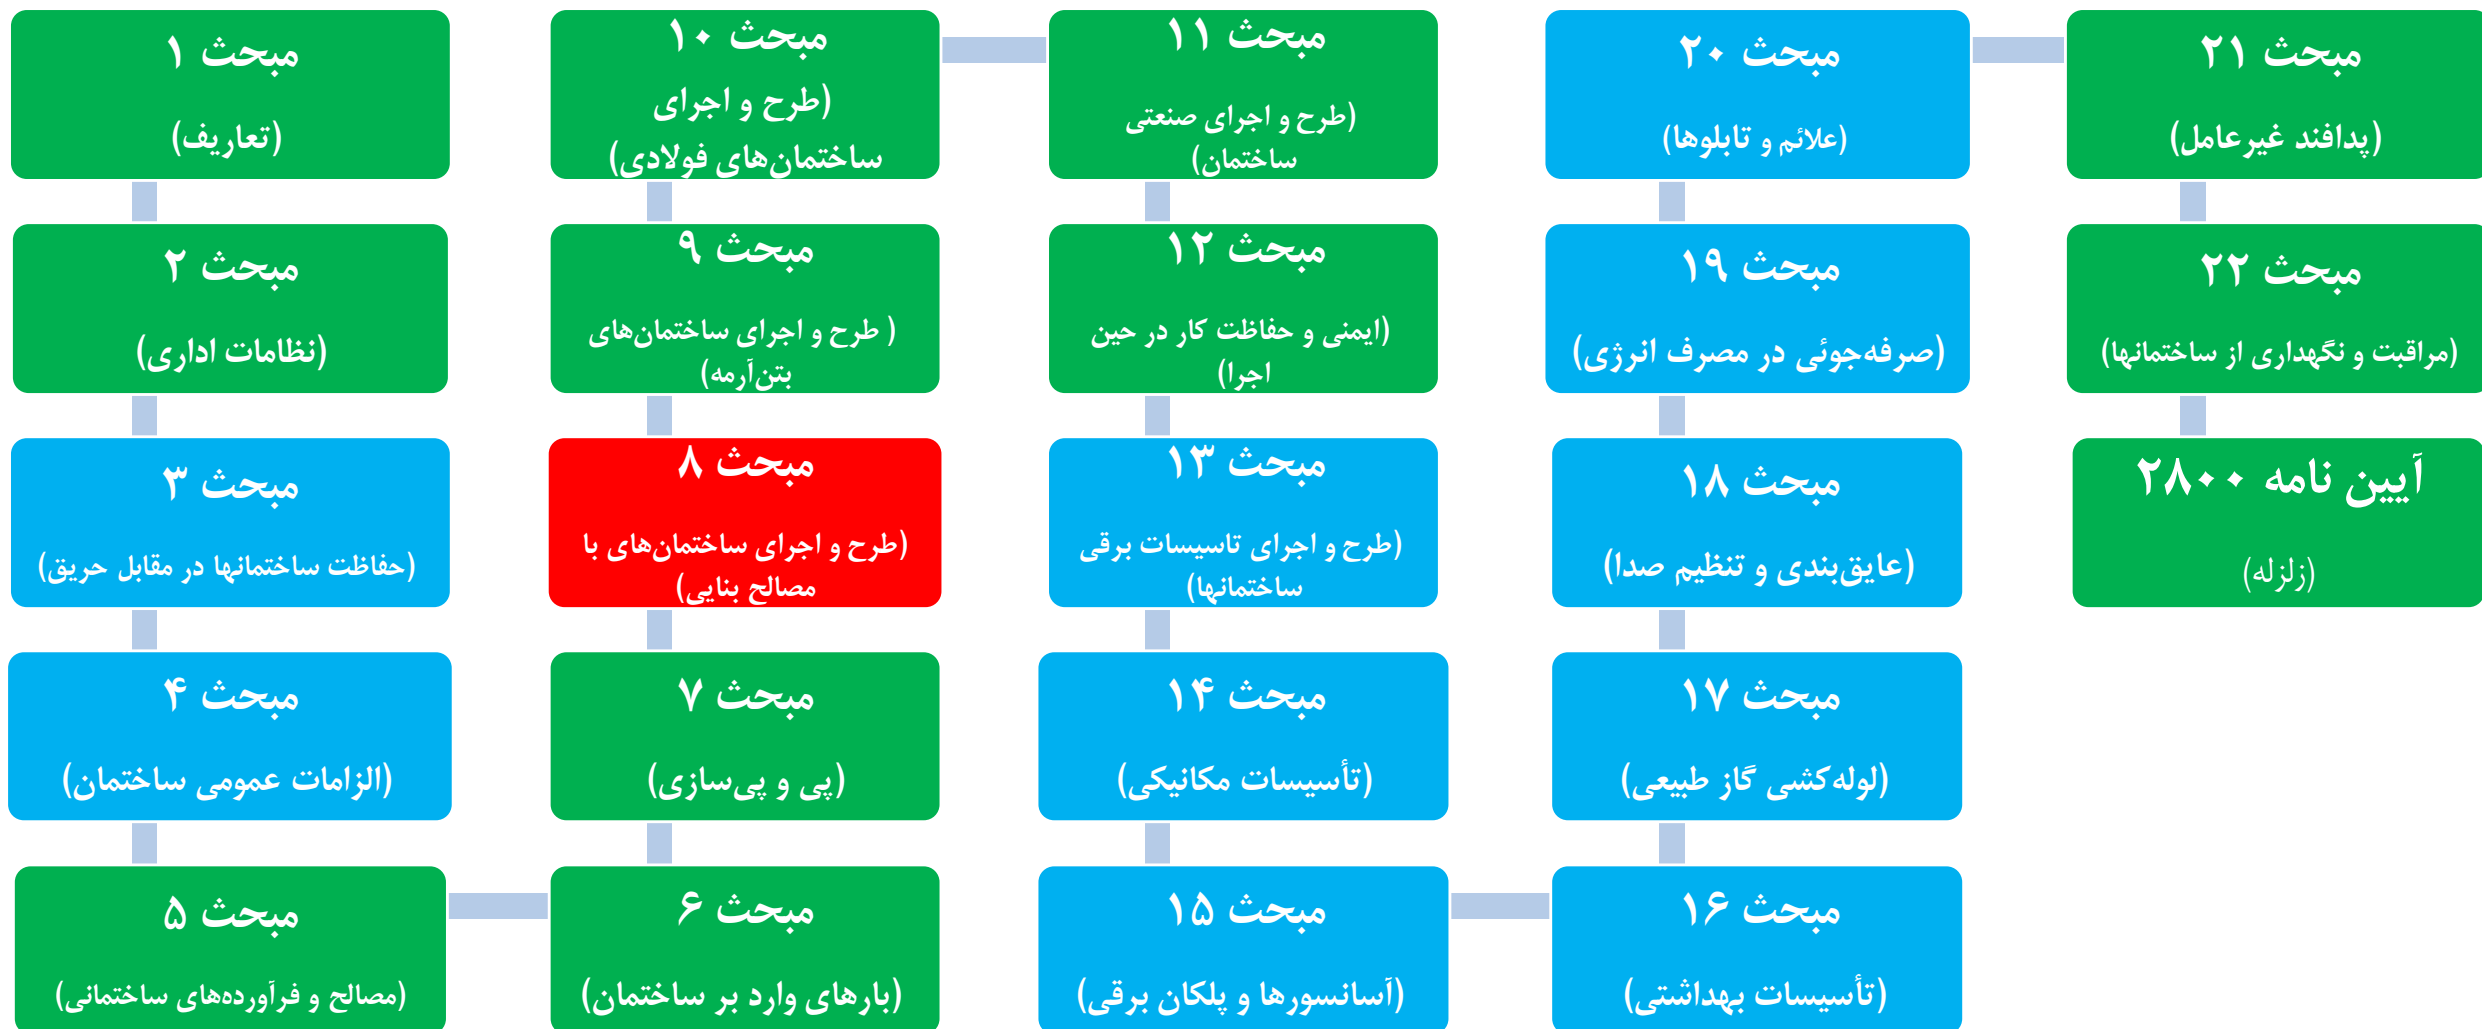 مبحث ۱
(تعاریف)
مبحث ۲
(نظامات اداری)
مبحث ۳
(حفاظت ساختمانها در مقابل حریق)
مبحث ۴
(الزامات عمومی ساختمان)
مبحث ۵
(مصالح و فرآورده‌های ساختمانی)
مبحث ۶
(بارهای وارد بر ساختمان)
مبحث ۷
(پی و پی‌سازی)
مبحث ۸
(طرح و اجرای ساختمان‌های با
مصالح بنایی)
مبحث ۹
( طرح و اجرای ساختمان‌های
بتن‌آرمه)
مبحث ۱۰
(طرح و اجرای
ساختمان‌های فولادی)
مبحث ۱۱
(طرح و اجرای صنعتی
ساختمان)
مبحث ۱۲
(ایمنی و حفاظت کار در حین
اجرا)
مبحث ۱۳
(طرح و اجرای تاسیسات برقی
ساختمانها)
مبحث ۱۴
(تأسیسات مکانیکی)
مبحث ۱۵
(آسانسورها و پلکان برقی)
مبحث ۱۶
(تأسیسات بهداشتی)
مبحث ۱۷
(لوله‌کشی گاز طبیعی)
مبحث ۱۸
(عایق‌بندی و تنظیم صدا)
مبحث ۱۹
(صرفه‌جوئی در مصرف انرژی)
مبحث ۲۰
(علائم و تابلوها)
مبحث ۲۱
(پدافند غیرعامل)
مبحث ۲۲
(مراقبت و نگهداری از ساختمانها)
آیین نامه ۲۸۰۰
(زلزله)